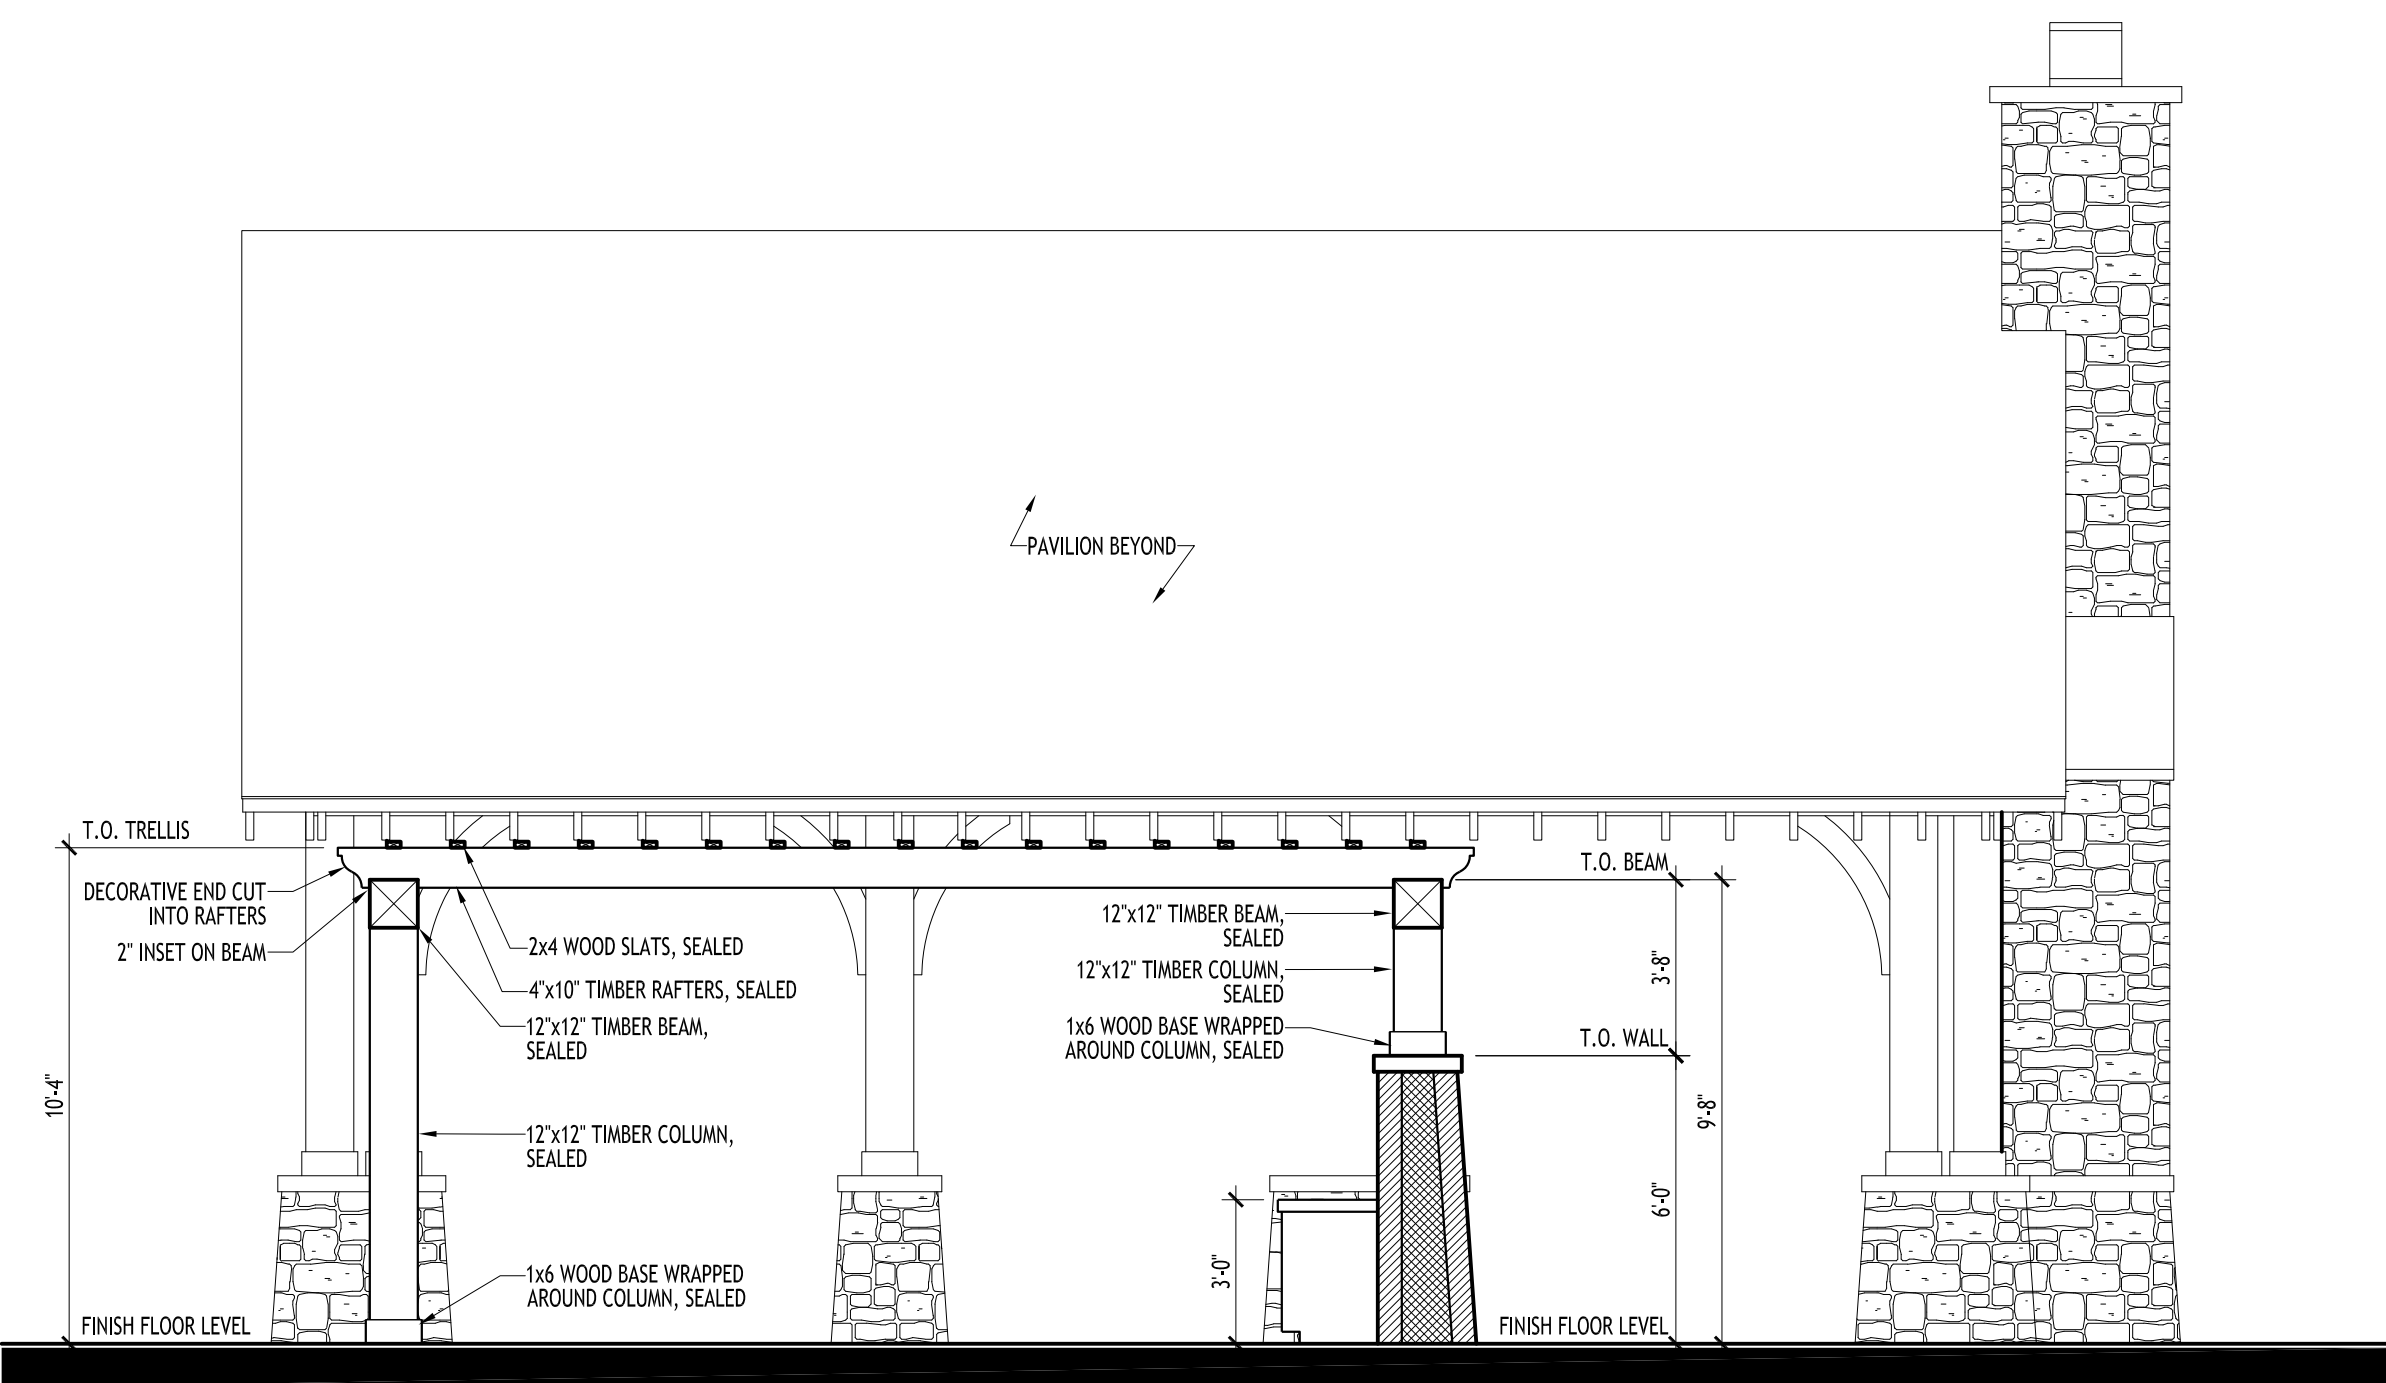 PAVILION BEYOND
T.O. TRELLIS
DECORATIVE END CUT
INTO RAFTERS
2" INSET ON BEAM
2x4 WOOD SLATS, SEALED
4"x10" TIMBER RAFTERS, SEALED
12"x12" TIMBER BEAM,
SEALED
12"x12" TIMBER COLUMN,
SEALED
1x6 WOOD BASE WRAPPED
AROUND COLUMN, SEALED
10'-4"
FINISH FLOOR LEVEL
T.O. BEAM
12"x12" TIMBER BEAM,
SEALED
12"x12" TIMBER COLUMN,
SEALED
1x6 WOOD BASE WRAPPED
AROUND COLUMN, SEALED
3'-8"
T.O. WALL
9'-8"
6'-0"
3'-0"
FINISH FLOOR LEVEL